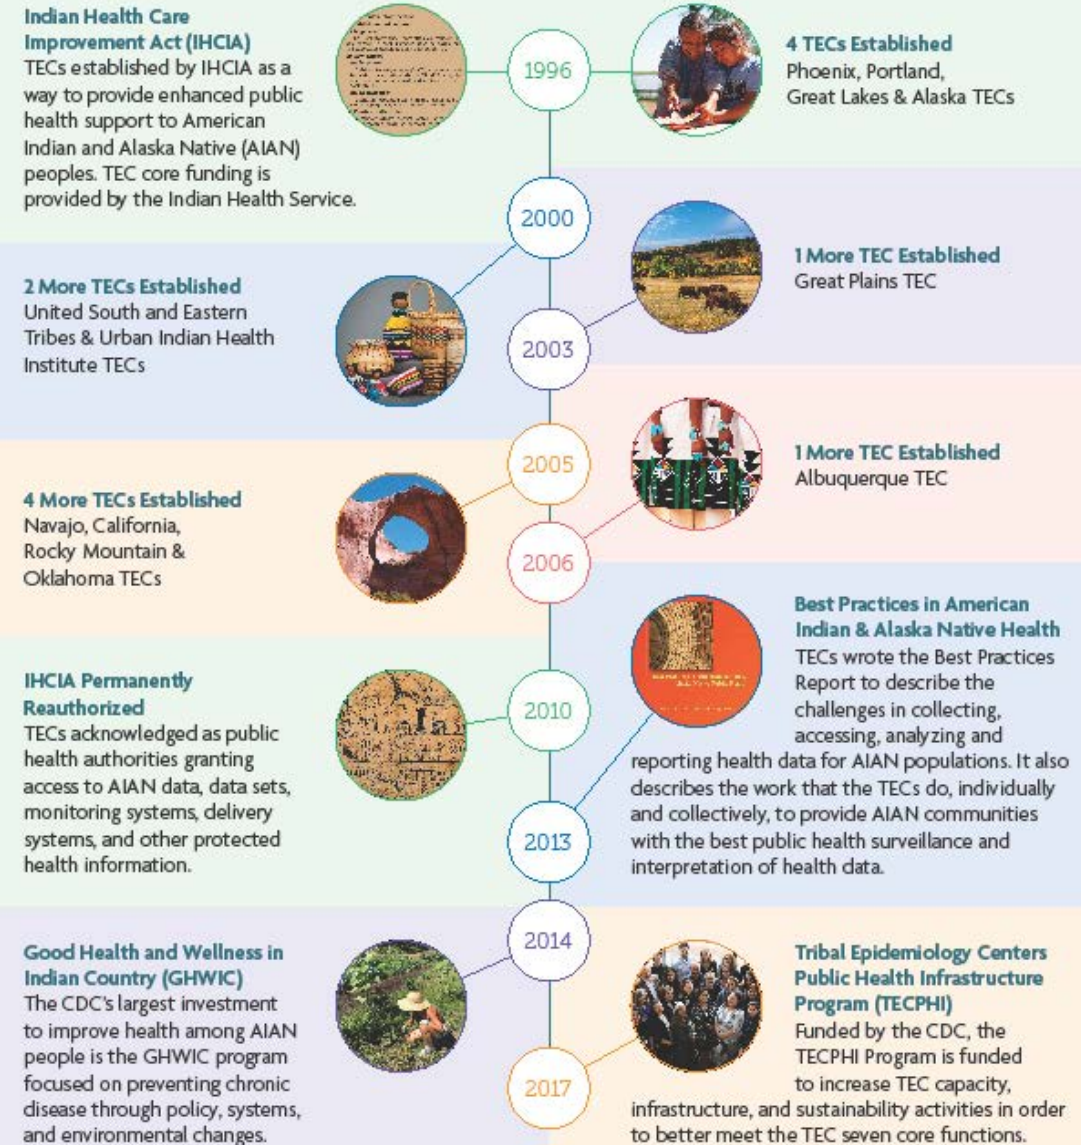 Indian Health Care
Improvement Act (IHCIA)
TECs established by IHCIA as a
way to provide enhanced public
health support to American
Indian and Alaska Native (AIAN)
peoples. TEC core funding is
provided by the Indian Health Service.
1996
4 TECs Established
Phoenix, Portland,
Great Lakes & Alaska TECs
2000
2 More TECs Established
United South and Eastern
Tribes & Urban Indian Health
Institute TECs
1 More TEC Established
Great Plains TEC
2003
2005
4 More TECs Established
Navajo, California,
Rocky Mountain &
Oklahoma TECs
1 More TEC Established
Albuquerque TEC
2006
IHCIA Permanently
Reauthorized
TECs acknowledged as public
health authorities granting
access to AIAN data, data sets,
monitoring systems, delivery
systems, and other protected
health information.
2010
Best Practices in American
Indian & Alaska Native Health
TECs wrote the Best Practices
Report to describe the
challenges in collecting,
accessing, analyzing and
reporting health data for AIAN populations. It also
describes the work that the TECs do, individually
and collectively, to provide AIAN communities
with the best public health surveillance and
interpretation of health data.
2013
2014
Good Health and Wellness in
Indian Country (GHWIC)
The CDC's largest investment
to improve health among AIAN
people is the GHWIC program
focused on preventing chronic
disease through policy, systems,
and environmental changes.
Tribal Epidemiology Centers
Public Health Infrastructure
Program (TECPHI)
Funded by the CDC, the
TECPHI Program is funded
to increase TEC capacity,
infrastructure, and sustainability activities in order
to better meet the TEC seven core functions.
2017